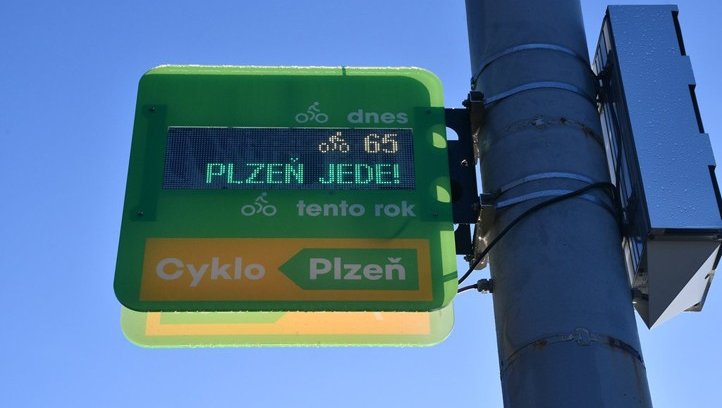 dnes
65
PLZEŇ JEDE!
tento rok
Cyklo Plzeň